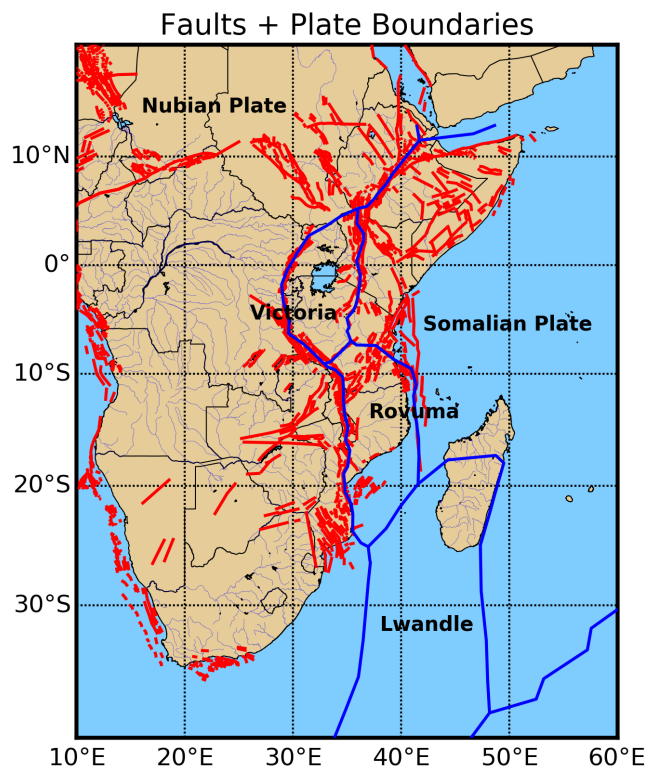 Faults + Plate Boundaries
Nubian Plate
10°N
0°
Victoria
Somalian Plate
10°S
Rovuma
20°S
30°S
Lwandle
10°E 20°E 30°E 40°E 50°E 60°E